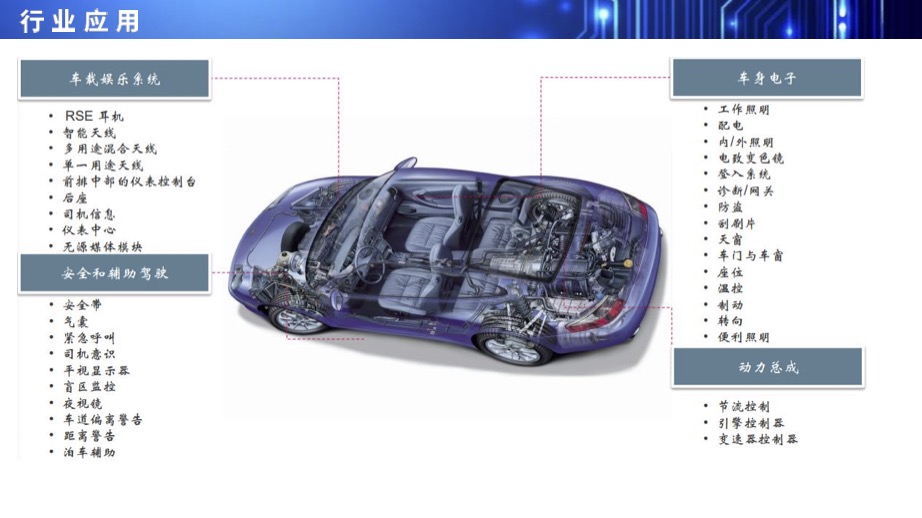 行业应用
车载娱乐系统
• RSE 耳机
• 智能天线
• 多用途混合天线
• 单一用途天线
• 前排中部的仪表控制台
• 后座
• 司机信息
• 仪表中心
• 无源媒体模块
安全和辅助驾驶
• 安全带
• 气囊
• 紧急呼叫
• 司机意识
• 平视显示器
• 盲区监控
• 夜视镜
• 车道偏离警告
• 距离警告
• 泊车辅助
车身电子
• 工作照明
• 配电
• 内/外照明
• 电致变色镜
• 登入系统
• 诊断/网关
• 防盗
• 刮刷片
• 天窗
• 车门与车窗
• 座位
• 温控
• 制动
• 转向
• 便利照明
动力总成
• 节流控制
• 引擎控制器
• 变速器控制器